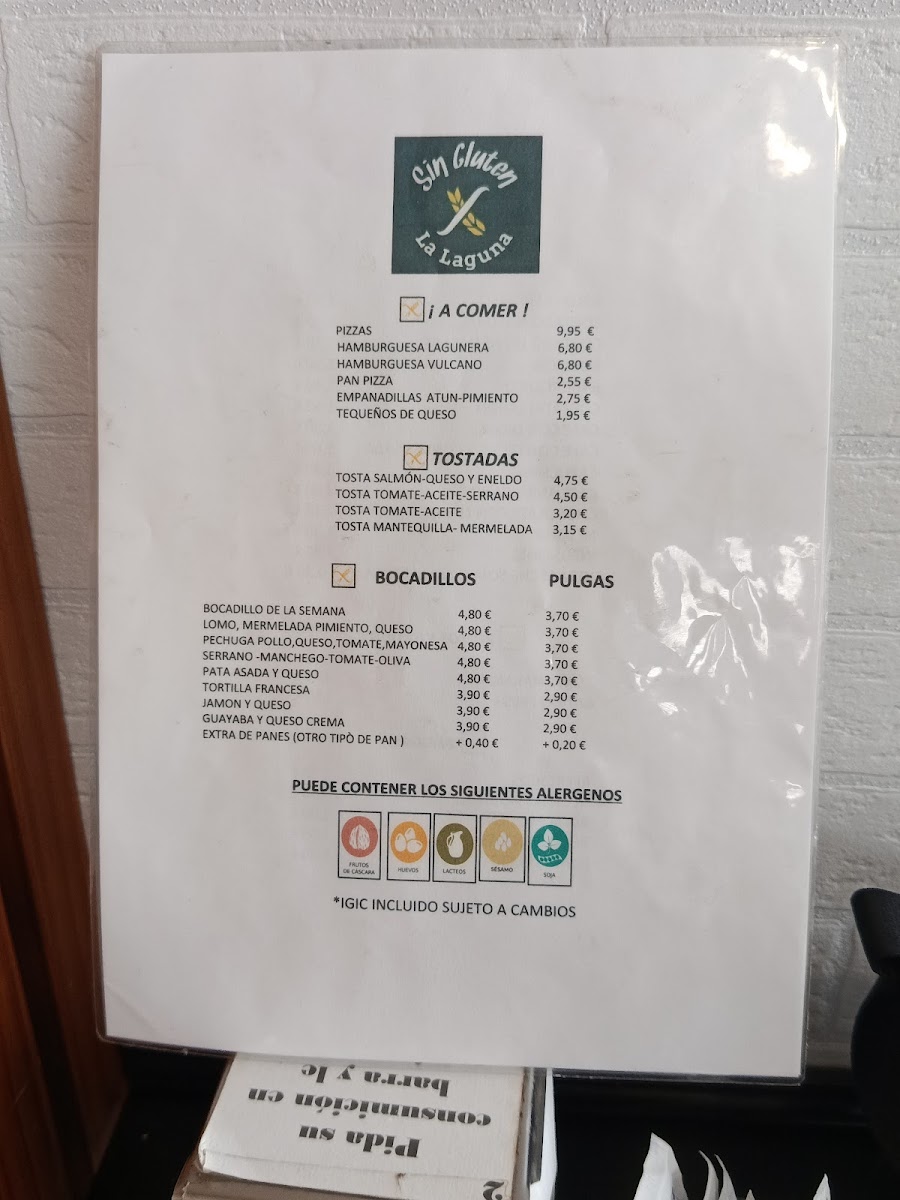 Sin Gluten
La Laguna
¡ A COMER !
PIZZAS 9,95 €
HAMBURGUESA LAGUNERA 6,80 €
HAMBURGUESA VULCANO 6,80 €
PAN PIZZA 2,55 €
EMPANADILLAS ATUN-PIMIENTO 2,75 €
TEQUEÑOS DE QUESO 1,95 €
TOSTADAS
TOSTA SALMÓN-QUESO Y ENELDO 4,75 €
TOSTA TOMATE-ACEITE-SERRANO 4,50 €
TOSTA TOMATE-ACEITE 3,20 €
TOSTA MANTEQUILLA- MERMELADA 3,15 €
BOCADILLOS PULGAS
BOCADILLO DE LA SEMANA 4,80 € 3,70 €
LOMO, MERMELADA PIMIENTO, QUESO 4,80 € 3,70 €
PECHUGA POLLO,QUESO,TOMATE,MAYONESA 4,80 € 3,70 €
SERRANO -MANCHEGO-TOMATE-OLIVA 4,80 € 3,70 €
PATA ASADA Y QUESO 4,80 € 3,70 €
TORTILLA FRANCESA 3,90 € 2,90 €
JAMON Y QUESO 3,90 € 2,90 €
GUAYABA Y QUESO CREMA 3,90 € 2,90 €
EXTRA DE PANES (OTRO TIPÒ DE PAN ) + 0,40 € + 0,20 €
PUEDE CONTENER LOS SIGUIENTES ALERGENOS
FRUTOS DE CÁSCARA
HUEVOS
LACTEOS
SÉSAMO
SOJA
*IGIC INCLUIDO SUJETO A CAMBIOS
Pida su
consumición en
barra y le
2